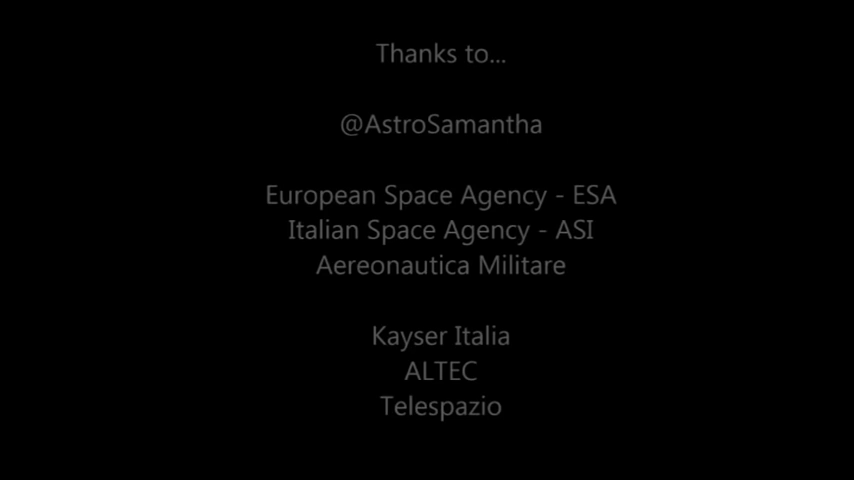 Thanks to...
@AstroSamantha
European Space Agency - ESA
Italian Space Agency - ASI
Aereonautica Militare
Kayser Italia
ALTEC
Telespazio